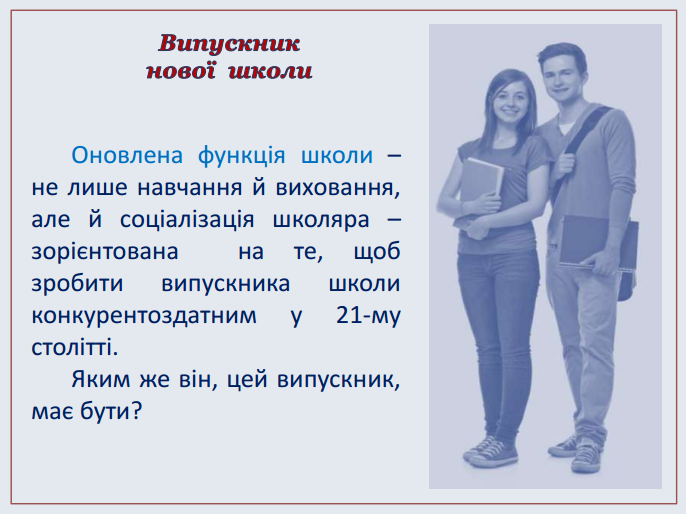 Випускник
нової школи
Оновлена функція школи –
не лише навчання й виховання,
але й соціалізація школяра –
зорієнтована на те, щоб
зробити випускника школи
конкурентоздатним у 21-му
столітті.
Яким же він, цей випускник,
має бути?